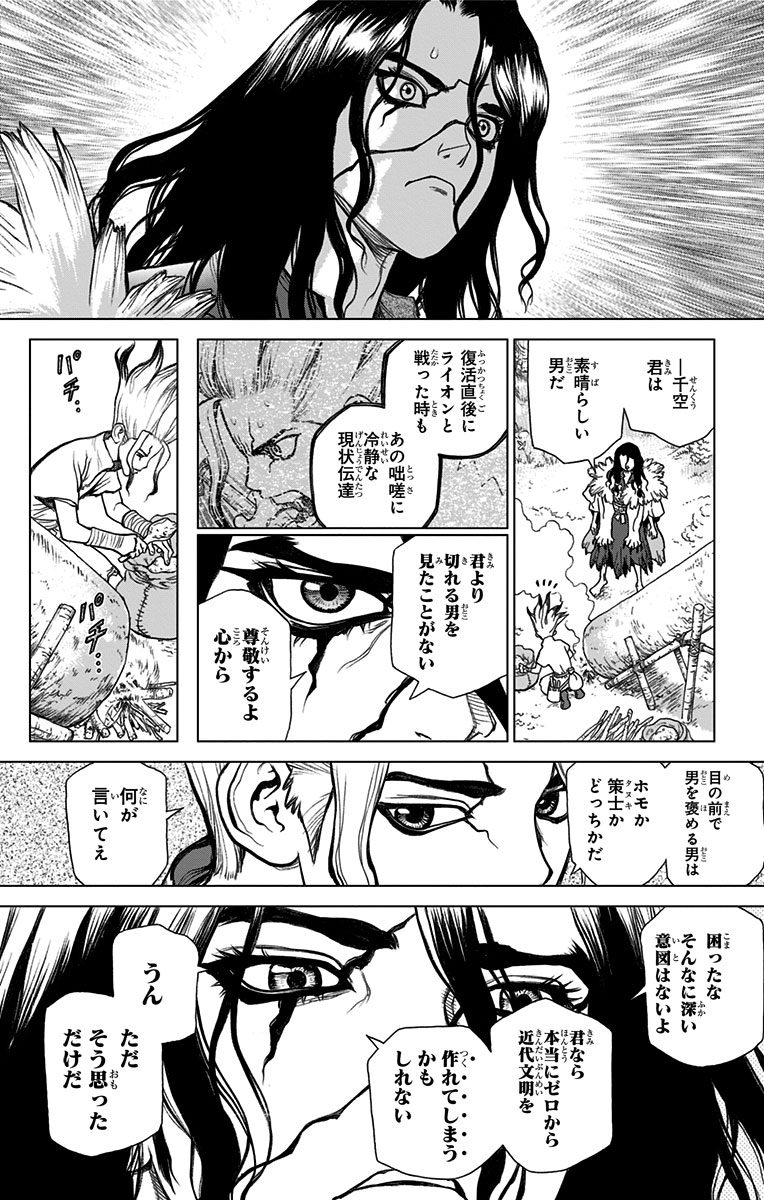 ―千空
君は
素晴らしい
男だ
復活直後に
ライオンと
戦った時も
あの咄嗟に
冷静な
現状伝達
君より
切れる男を
見たことがない
尊敬するよ
心から
パチ…
パチ…
目の前で
男を褒める男は
ホモか
策士か
どっちかだ
何が
言いてえ
困ったな
そんなに深い
意図はないよ
君なら
本当にゼロから
近代文明を
作れてしまう
かも
しれない
うん
ただ
そう思った
だけだ